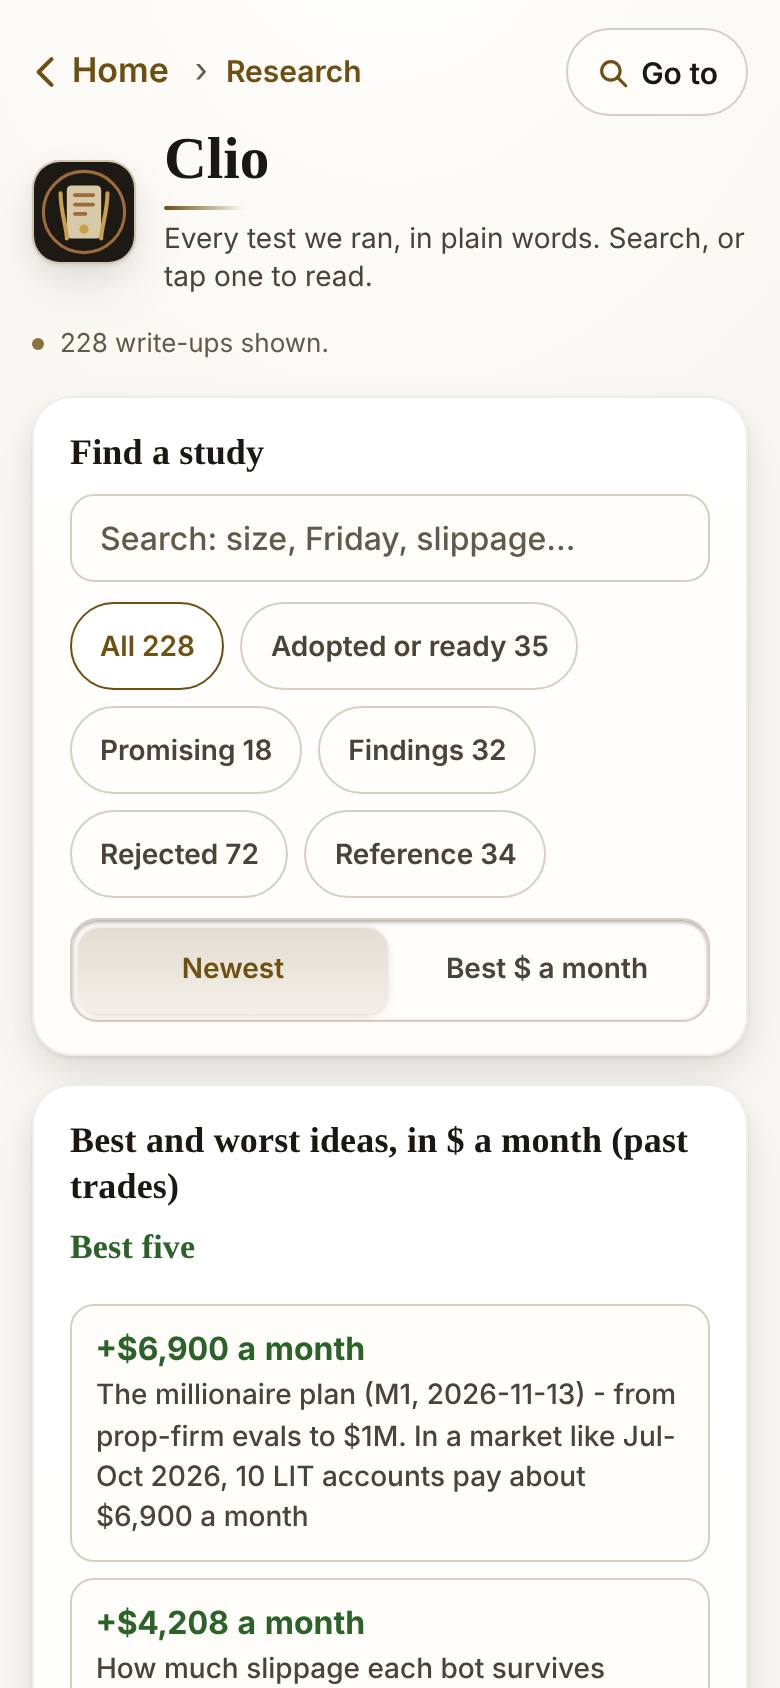 Home › Research
Go to
Clio
Every test we ran, in plain words. Search, or
tap one to read.
228 write-ups shown.
Find a study
Search: size, Friday, slippage...
All 228
Adopted or ready 35
Promising 18
Findings 32
Rejected 72
Reference 34
Newest
Best $ a month
Best and worst ideas, in $ a month (past
trades)
Best five
+$6,900 a month
The millionaire plan (M1, 2026-11-13) - from
prop-firm evals to $1M. In a market like Jul-
Oct 2026, 10 LIT accounts pay about
$6,900 a month
+$4,208 a month
How much slippage each bot survives